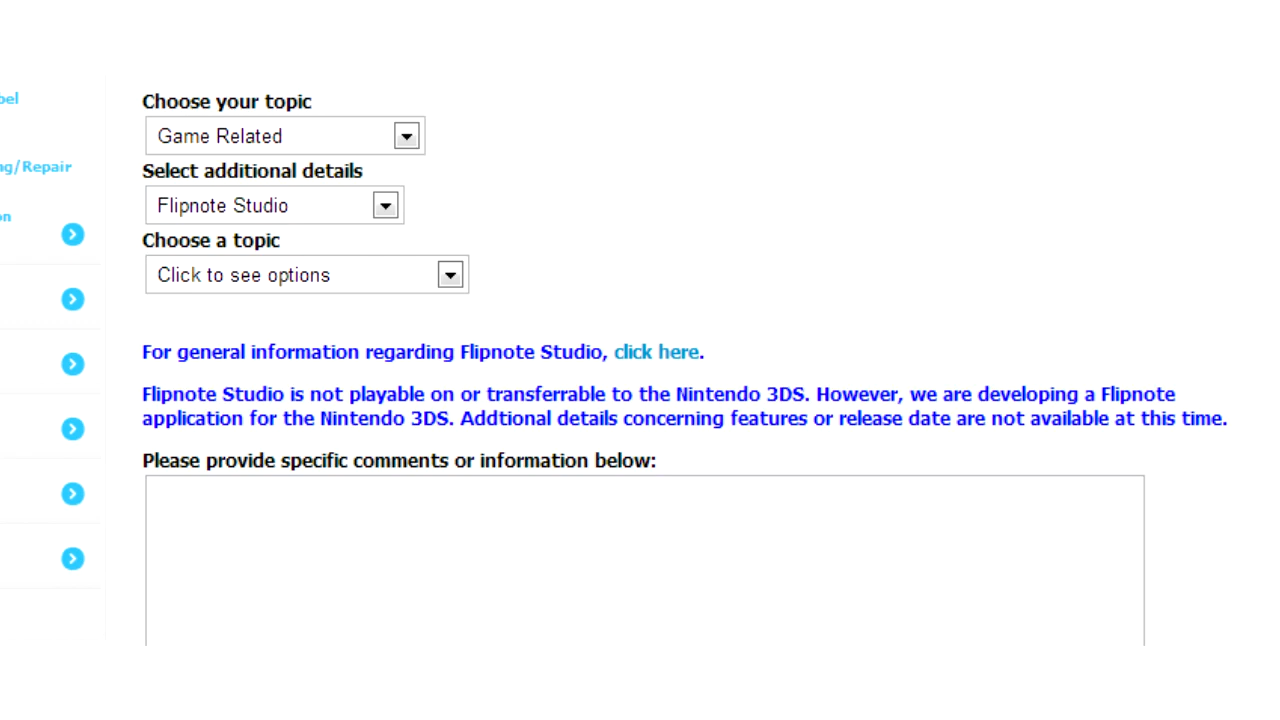 bel
Choose your topic
Game Related
ng/Repair
Select additional details
Flipnote Studio
on
Choose a topic
Click to see options
For general information regarding Flipnote Studio, click here.
Flipnote Studio is not playable on or transferrable to the Nintendo 3DS. However, we are developing a Flipnote
application for the Nintendo 3DS. Addtional details concerning features or release date are not available at this time.
Please provide specific comments or information below: